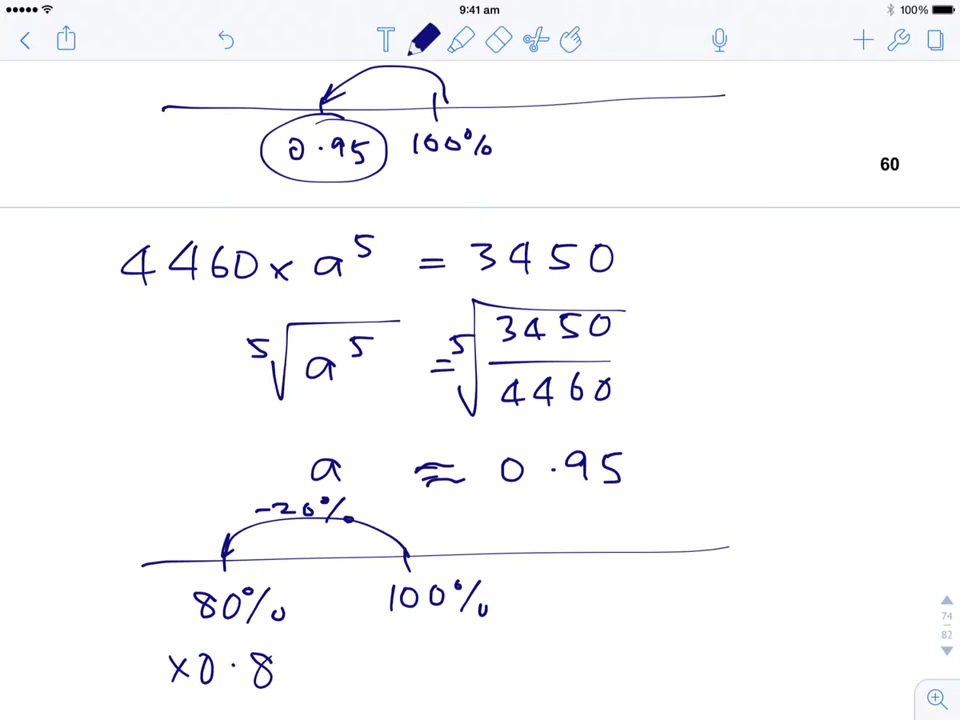 9:41 am
100%
T
0.95 100%
60
4460 × a⁵ = 3450
⁵√a⁵ = ⁵√(3450/4460)
a ≈ 0.95
-20%
80% 100%
×0.8
74
82